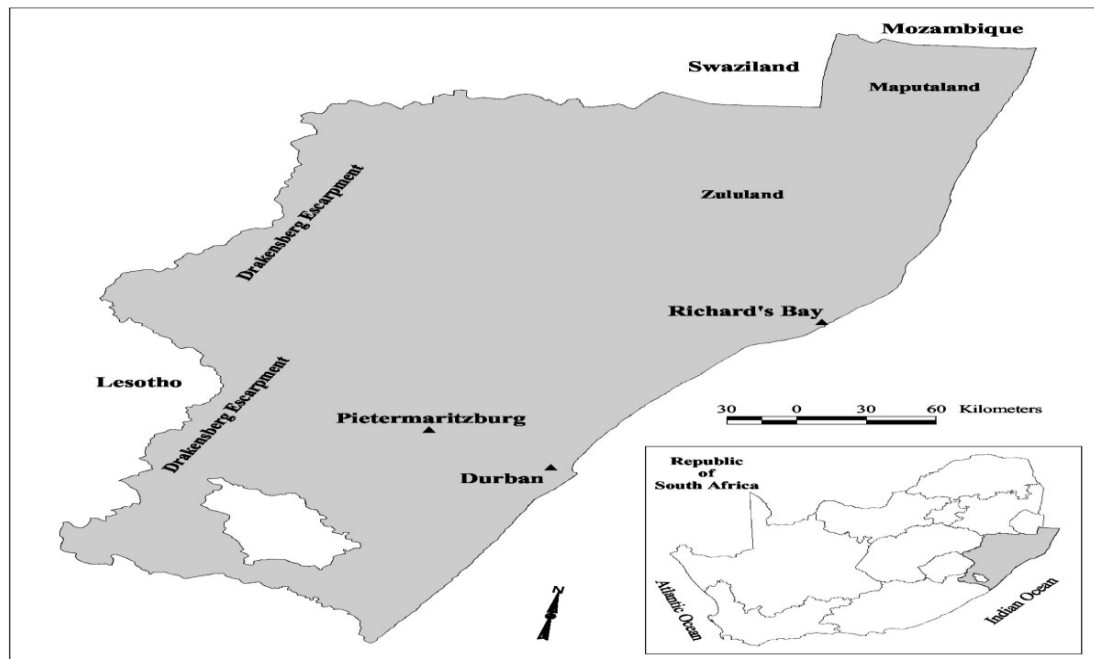 Mozambique
Swaziland
Maputaland
Drakensberg Escarpment
Zululand
Richard's Bay
Lesotho
Drakensberg Escarpment
Pietermaritzburg
Durban
30 0 30 60 Kilometers
N
Republic
of
South Africa
Atlantic Ocean
Indian Ocean